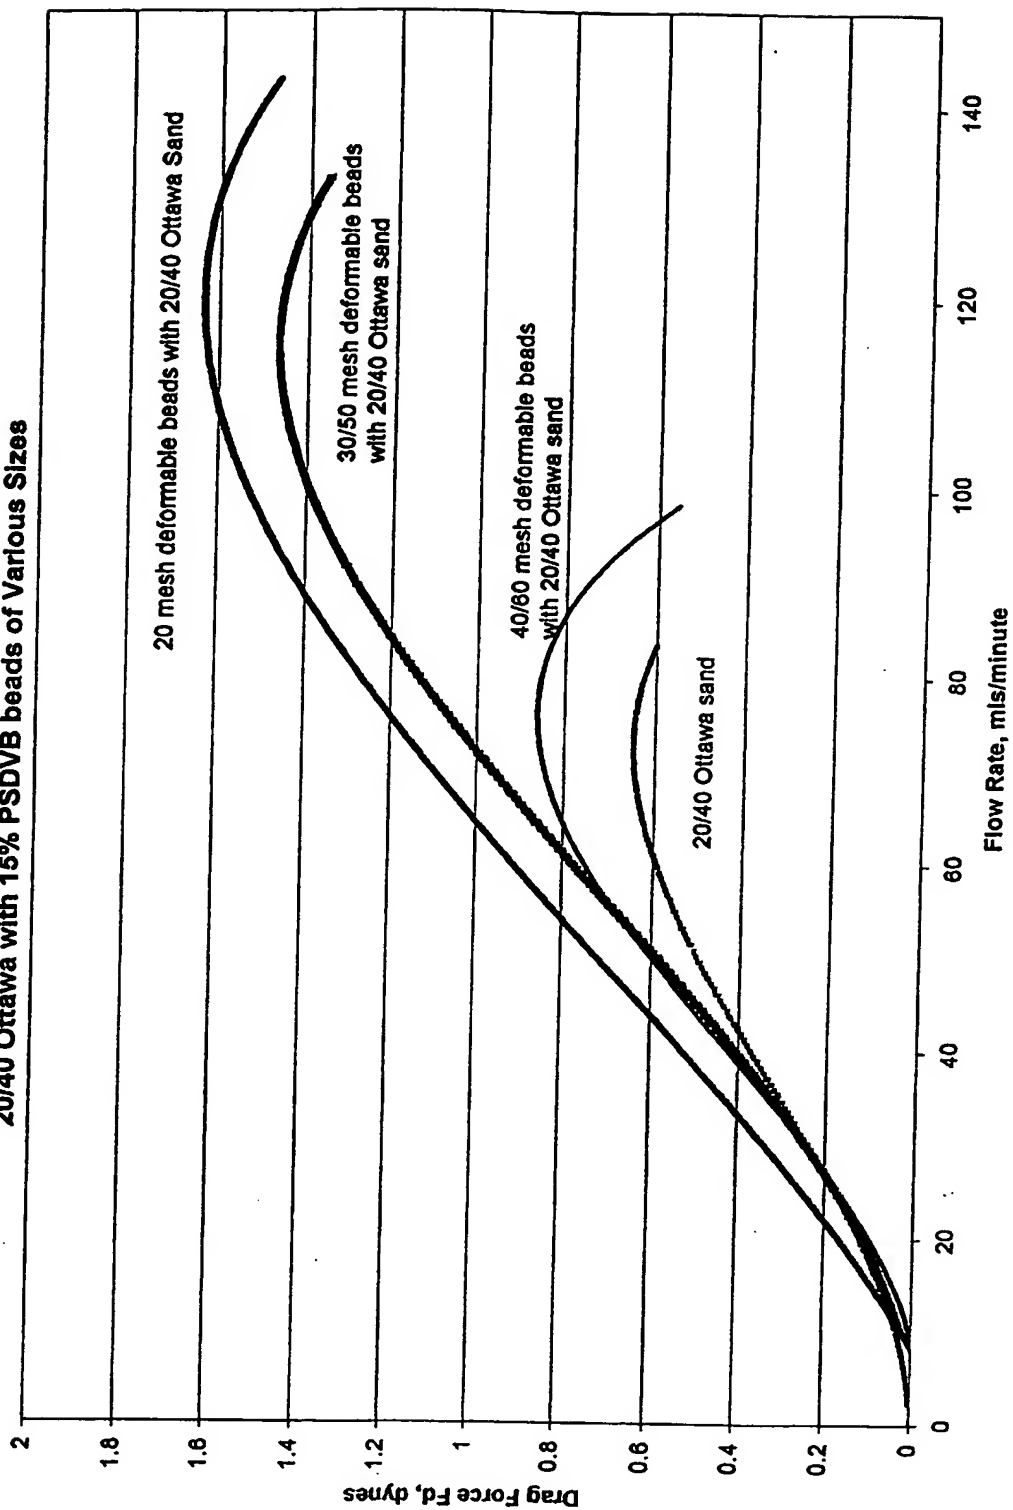 20/40 Ottawa with 15% PSDVB beads of Various Sizes
20 mesh deformable beads with 20/40 Ottawa Sand
30/50 mesh deformable beads
with 20/40 Ottawa sand
40/60 mesh deformable beads
with 20/40 Ottawa sand
20/40 Ottawa sand
Drag Force Fd, dynes
2
1.8
1.6
1.4
1.2
1
0.8
0.6
0.4
0.2
0
0
20
40
60
80
100
120
140
Flow Rate, mls/minute